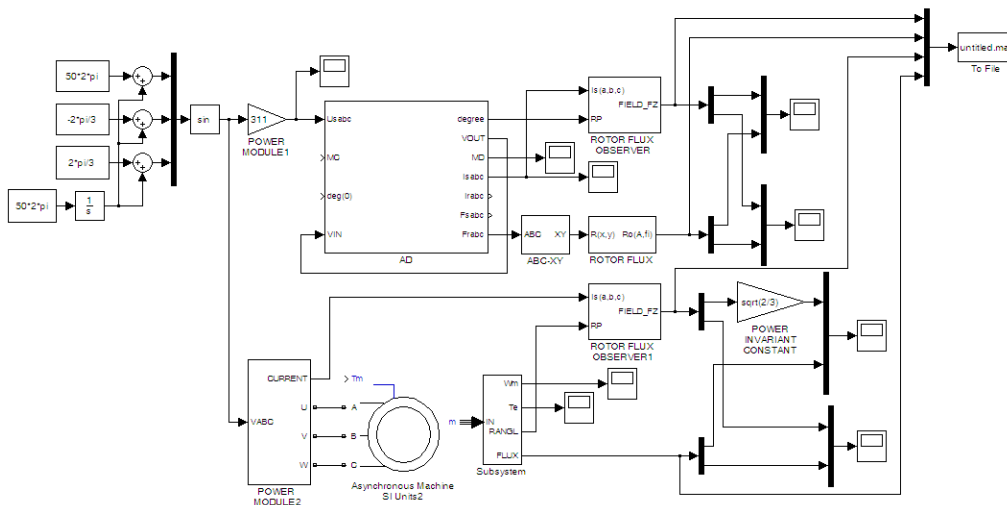 50*2*pi
-2*pi/3
2*pi/3
50*2*pi
1
s
sin
311
POWER
MODULE1
Usabc
MC
deg(0)
VIN
degree
VOUT
MD
Isabc
Irabc
Fsabc
Frabc
AD
Is(a,b,c)
FIELD_FZ
RP
ROTOR FLUX
OBSERVER
ABC
XY
ABC-XY
R(x,y)
Ro(A,fi)
ROTOR FLUX
untitled.ma
To File
Is(a,b,c)
FIELD_FZ
RP
ROTOR FLUX
OBSERVER1
sqrt(2/3)
POWER
INVARIANT
CONSTANT
CURRENT
U
VABC
V
W
POWER
MODULE2
Tm
A
B
C
m
Asynchronous Machine
SI Units2
Wm
Te
IN
RANGL
FLUX
Subsystem